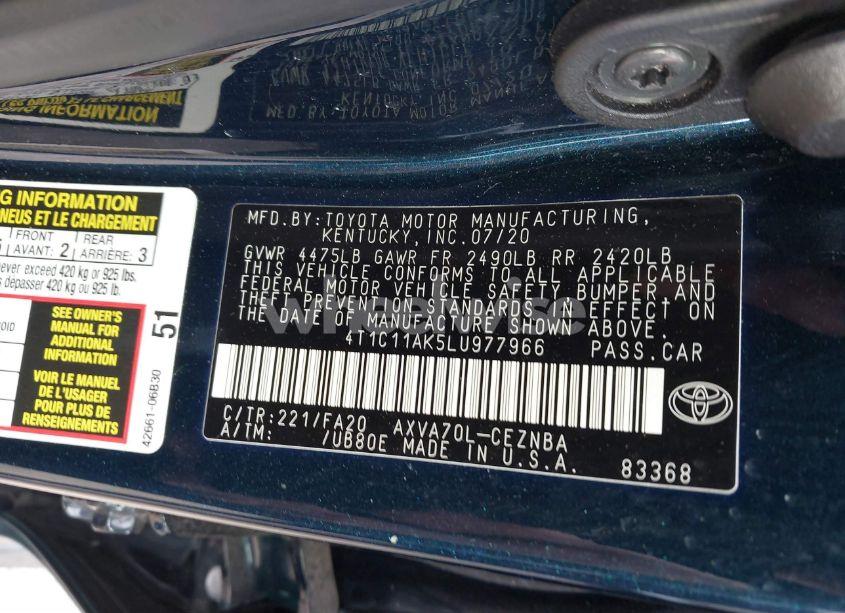 G INFORMATION
NEUS ET LE CHARGEMENT
FRONT
AVANT: 2
REAR
ARRIÈRE: 3
never exceed 420 kg or 925 lbs.
dépasser 420 kg ou 925 lb.
SEE OWNER'S
MANUAL FOR
ADDITIONAL
INFORMATION
VOIR LE MANUEL
DE L'USAGER
POUR PLUS DE
RENSEIGNEMENTS
51
42661-06B30
MFD.BY:TOYOTA MOTOR MANUFACTURING,
KENTUCKY,INC.07/20
GVWR 4475LB GAWR FR 2490LB RR 2420LB
THIS VEHICLE CONFORMS TO ALL APPLICABLE
FEDERAL MOTOR VEHICLE SAFETY BUMPER,AND
THEFT PREVENTION STANDARDS IN EFFECT ON
THE DATE OF MANUFACTURE SHOWN ABOVE.
4T1C11AK5LU977966 PASS.CAR
C/TR:221/FA20 AXVA70L-CEZNBA
A/TM: /UB80E MADE IN U.S.A.
83368
wheelwise